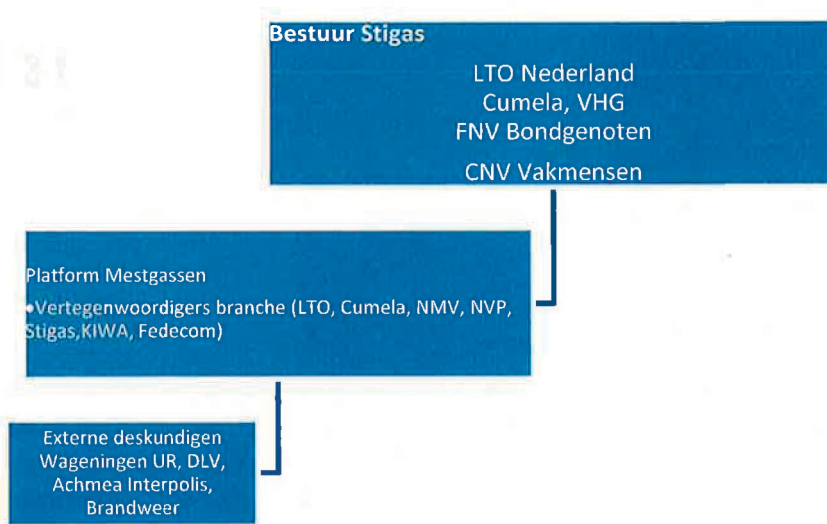 Bestuur Stigas
LTO Nederland
Cumela, VHG
FNV Bondgenoten
CNV Vakmensen
Platform Mestgassen
•Vertegenwoordigers branche (LTO, Cumela, NMV, NVP,
Stigas,KIWA, Fedecom)
Externe deskundigen
Wageningen UR, DLV,
Achmea Interpolis,
Brandweer